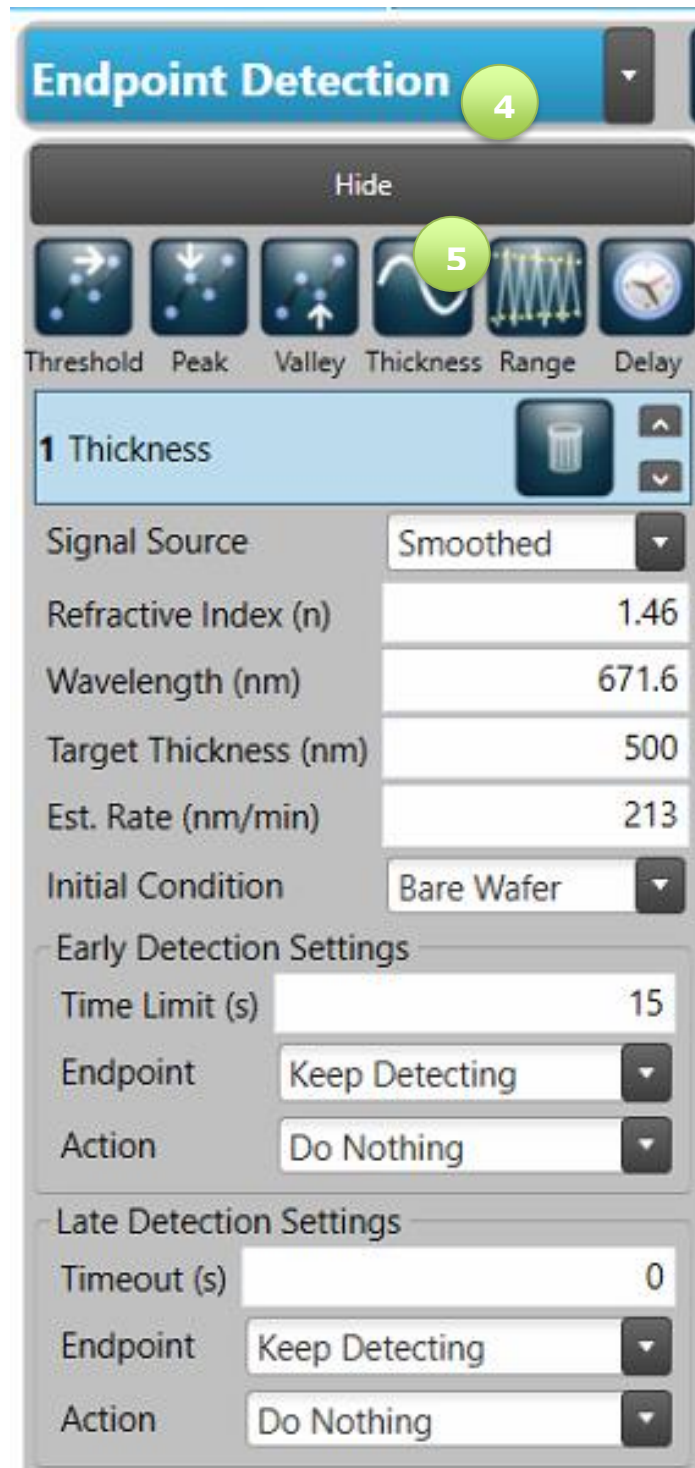 Endpoint Detection
4
Hide
5
Threshold Peak Valley Thickness Range Delay
1 Thickness
Signal Source Smoothed
Refractive Index (n) 1.46
Wavelength (nm) 671.6
Target Thickness (nm) 500
Est. Rate (nm/min) 213
Initial Condition Bare Wafer
Early Detection Settings
Time Limit (s) 15
Endpoint Keep Detecting
Action Do Nothing
Late Detection Settings
Timeout (s) 0
Endpoint Keep Detecting
Action Do Nothing